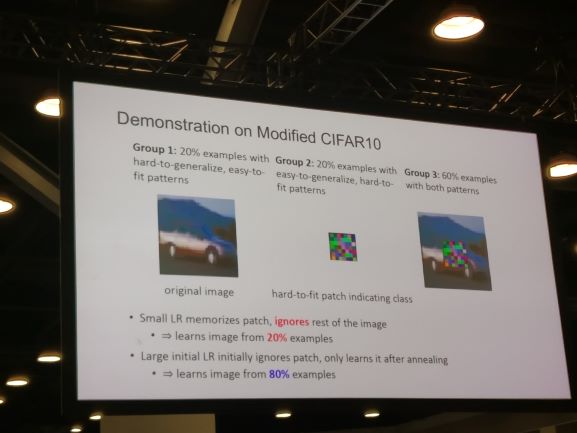 Demonstration on Modified CIFAR10
Group 1: 20% examples with
hard-to-generalize, easy-to-
fit patterns
Group 2: 20% examples with
easy-to-generalize, hard-to-
fit patterns
Group 3: 60% examples
with both patterns
original image
hard-to-fit patch indicating class
• Small LR memorizes patch, ignores rest of the image
• ⇒ learns image from 20% examples
• Large initial LR initially ignores patch, only learns it after annealing
• ⇒ learns image from 80% examples